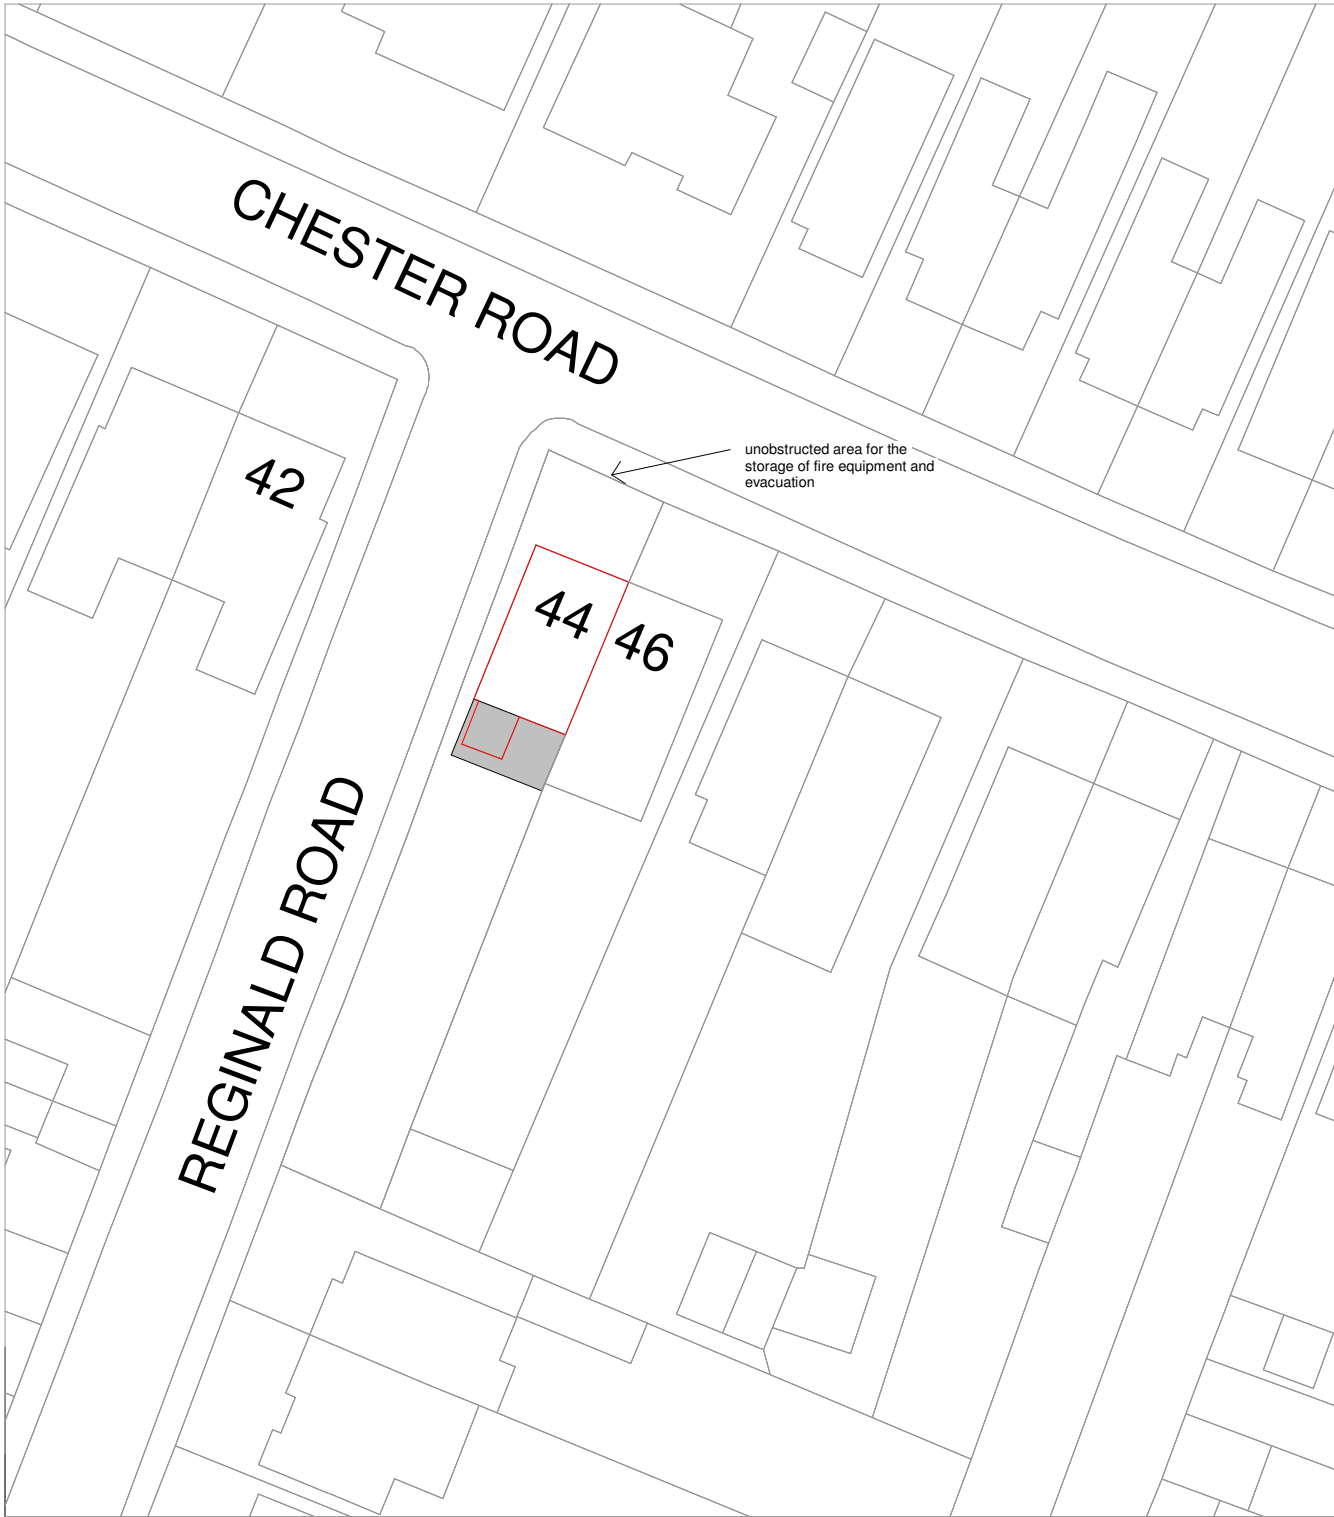 CHESTER ROAD
unobstructed area for the
storage of fire equipment and
evacuation
42
44
46
REGINALD ROAD